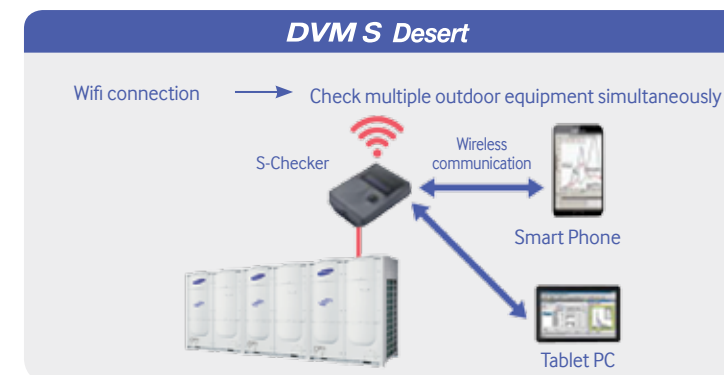 DVM S Desert
Wifi connection
Check multiple outdoor equipment simultaneously
S-Checker
Wireless
communication
Smart Phone
Tablet PC